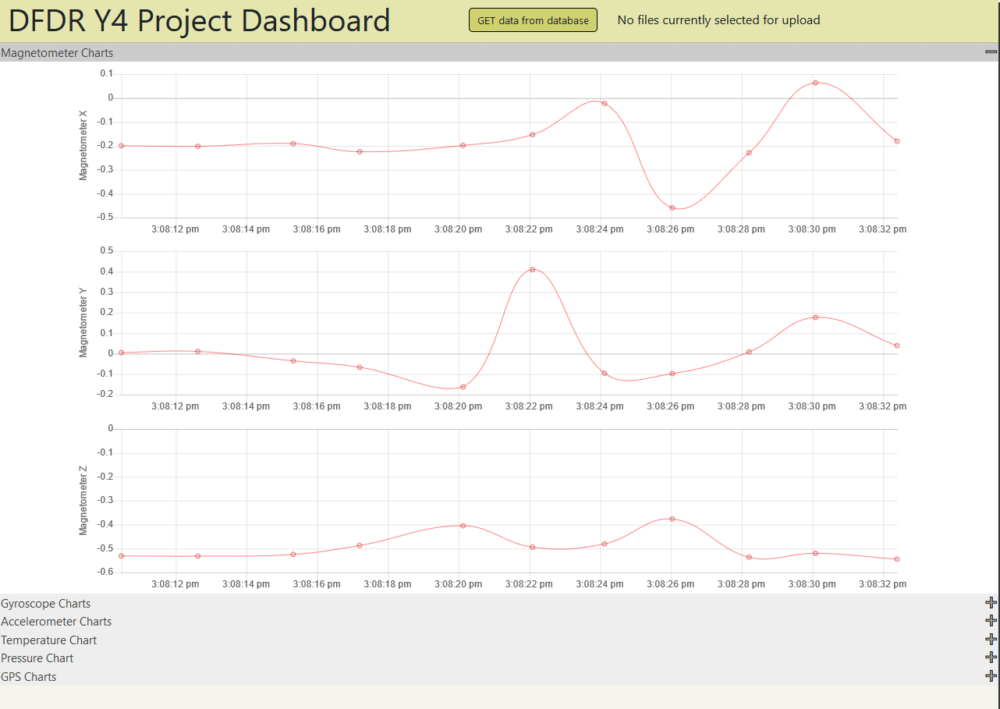 DFDR Y4 Project Dashboard
GET data from database
No files currently selected for upload
Magnetometer Charts
Magnetometer X
0.1
0
-0.1
-0.2
-0.3
-0.4
-0.5
3:08:12 pm 3:08:14 pm 3:08:16 pm 3:08:18 pm 3:08:20 pm 3:08:22 pm 3:08:24 pm 3:08:26 pm 3:08:28 pm 3:08:30 pm 3:08:32 pm
Magnetometer Y
0.5
0.4
0.3
0.2
0.1
0
-0.1
-0.2
3:08:12 pm 3:08:14 pm 3:08:16 pm 3:08:18 pm 3:08:20 pm 3:08:22 pm 3:08:24 pm 3:08:26 pm 3:08:28 pm 3:08:30 pm 3:08:32 pm
Magnetometer Z
0
-0.1
-0.2
-0.3
-0.4
-0.5
-0.6
3:08:12 pm 3:08:14 pm 3:08:16 pm 3:08:18 pm 3:08:20 pm 3:08:22 pm 3:08:24 pm 3:08:26 pm 3:08:28 pm 3:08:30 pm 3:08:32 pm
Gyroscope Charts
Accelerometer Charts
Temperature Chart
Pressure Chart
GPS Charts